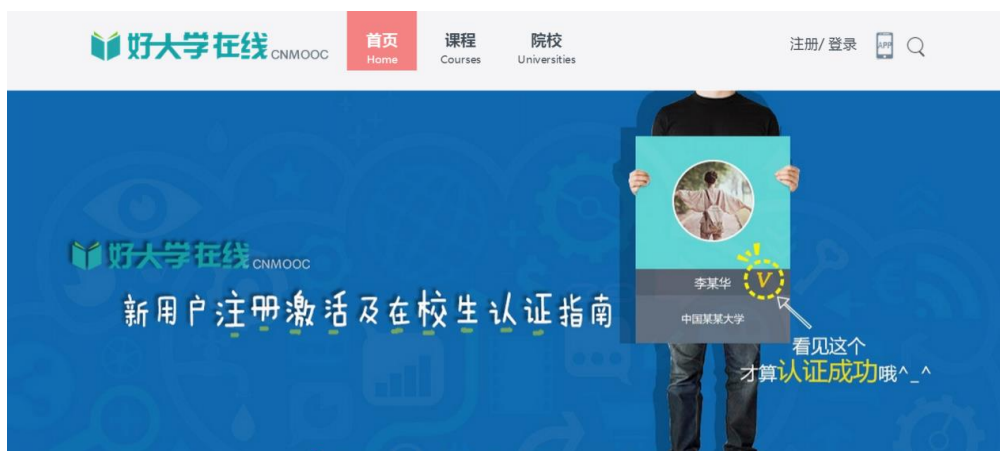 好大学在线 CNMOOC
首页 课程 院校
Home Courses Universities
注册/ 登录 APP
好大学在线 CNMOOC
新用户注册激活及在校生认证指南
李某华 V
中国某某大学
看见这个
才算认证成功哦^_^